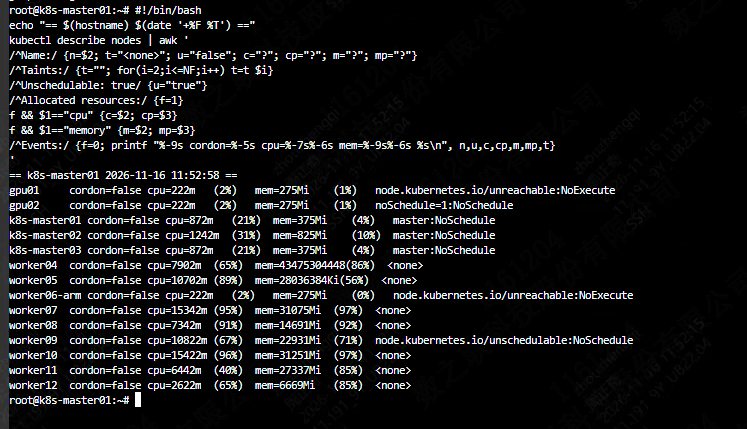 root@k8s-master01:~# #!/bin/bash
echo "== $(hostname) $(date '+%F %T') =="
kubectl describe nodes | awk '
/^Name:/ {n=$2; t="<none>"; u="false"; c="?"; cp="?"; m="?"; mp="?"}
/^Taints:/ {t=""; for(i=2;i<=NF;i++) t=t $i}
/^Unschedulable: true/ {u="true"}
/^Allocated resources:/ {f=1}
f && $1=="cpu" {c=$2; cp=$3}
f && $1=="memory" {m=$2; mp=$3}
/^Events:/ {f=0; printf "%-9s cordon=%-5s cpu=%-7s%-6s mem=%-9s%-6s %s\n", n,u,c,cp,m,mp,t}
'
== k8s-master01 2026-11-16 11:52:58 ==
gpu01     cordon=false cpu=222m   (2%)   mem=275Mi    (1%)   node.kubernetes.io/unreachable:NoExecute
gpu02     cordon=false cpu=222m   (2%)   mem=275Mi    (1%)   noSchedule=1:NoSchedule
k8s-master01 cordon=false cpu=872m   (21%)  mem=375Mi    (4%)   master:NoSchedule
k8s-master02 cordon=false cpu=1242m  (31%)  mem=825Mi    (10%)  master:NoSchedule
k8s-master03 cordon=false cpu=872m   (21%)  mem=375Mi    (4%)   master:NoSchedule
worker04  cordon=false cpu=7902m  (65%)  mem=43475304448(86%)  <none>
worker05  cordon=false cpu=10702m (89%)  mem=28036384Ki(56%)  <none>
worker06-arm cordon=false cpu=222m   (2%)   mem=275Mi    (0%)   node.kubernetes.io/unreachable:NoExecute
worker07  cordon=false cpu=15342m (95%)  mem=31075Mi  (97%)  <none>
worker08  cordon=false cpu=7342m  (91%)  mem=14691Mi  (92%)  <none>
worker09  cordon=false cpu=10822m (67%)  mem=22931Mi  (71%)  node.kubernetes.io/unschedulable:NoSchedule
worker10  cordon=false cpu=15422m (96%)  mem=31251Mi  (97%)  <none>
worker11  cordon=false cpu=6442m  (40%)  mem=27337Mi  (85%)  <none>
worker12  cordon=false cpu=2622m  (65%)  mem=6669Mi   (85%)  <none>
root@k8s-master01:~#